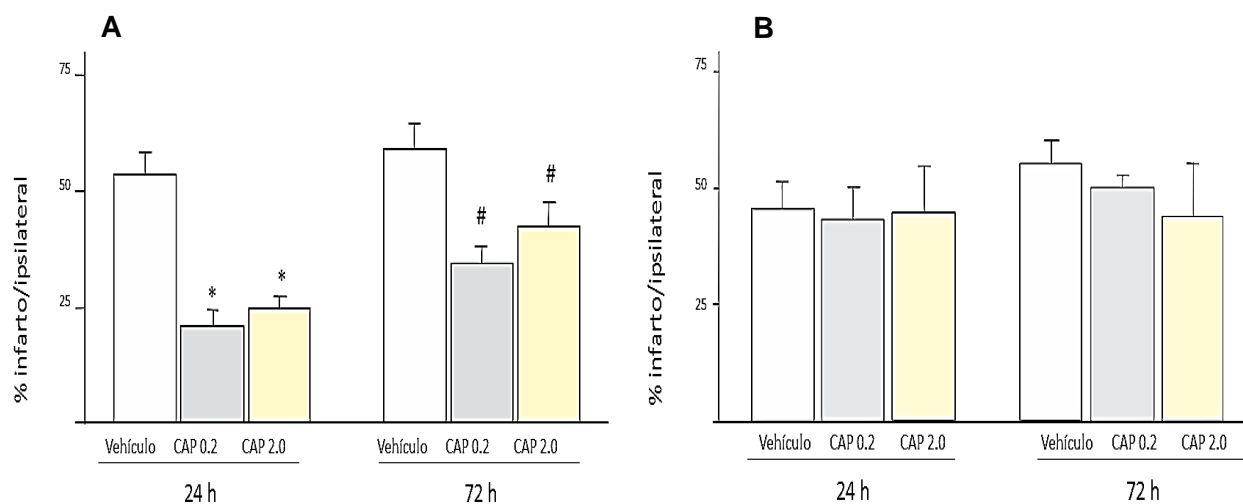 A
75
50
25
% infarto/ipsilateral
*
*
#
#
Vehículo CAP 0.2 CAP 2.0
Vehículo CAP 0.2 CAP 2.0
24 h
72 h
B
75
50
25
% infarto/ipsilateral
Vehículo CAP 0.2 CAP 2.0
Vehículo CAP 0.2 CAP 2.0
24 h
72 h